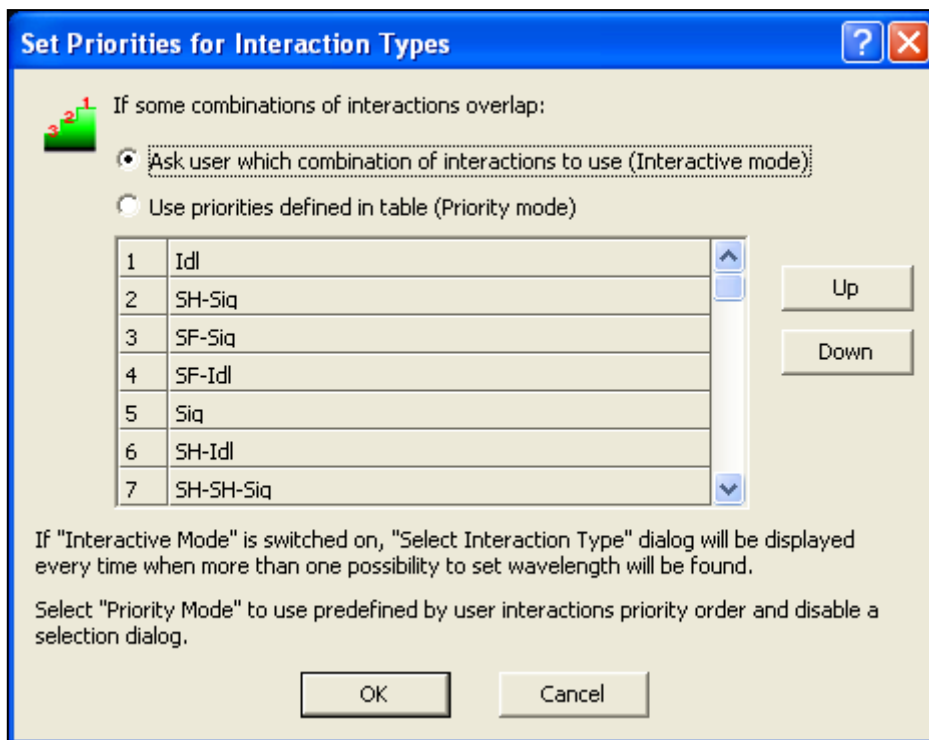 Set Priorities for Interaction Types
3 2 1
If some combinations of interactions overlap:
Ask user which combination of interactions to use (Interactive mode)
Use priorities defined in table (Priority mode)
1 Idl
2 SH-Sig
3 SF-Sig
4 SF-Idl
5 Sig
6 SH-Idl
7 SH-SH-Sig
Up
Down
If "Interactive Mode" is switched on, "Select Interaction Type" dialog will be displayed
every time when more than one possibility to set wavelength will be found.
Select "Priority Mode" to use predefined by user interactions priority order and disable a
selection dialog.
OK Cancel